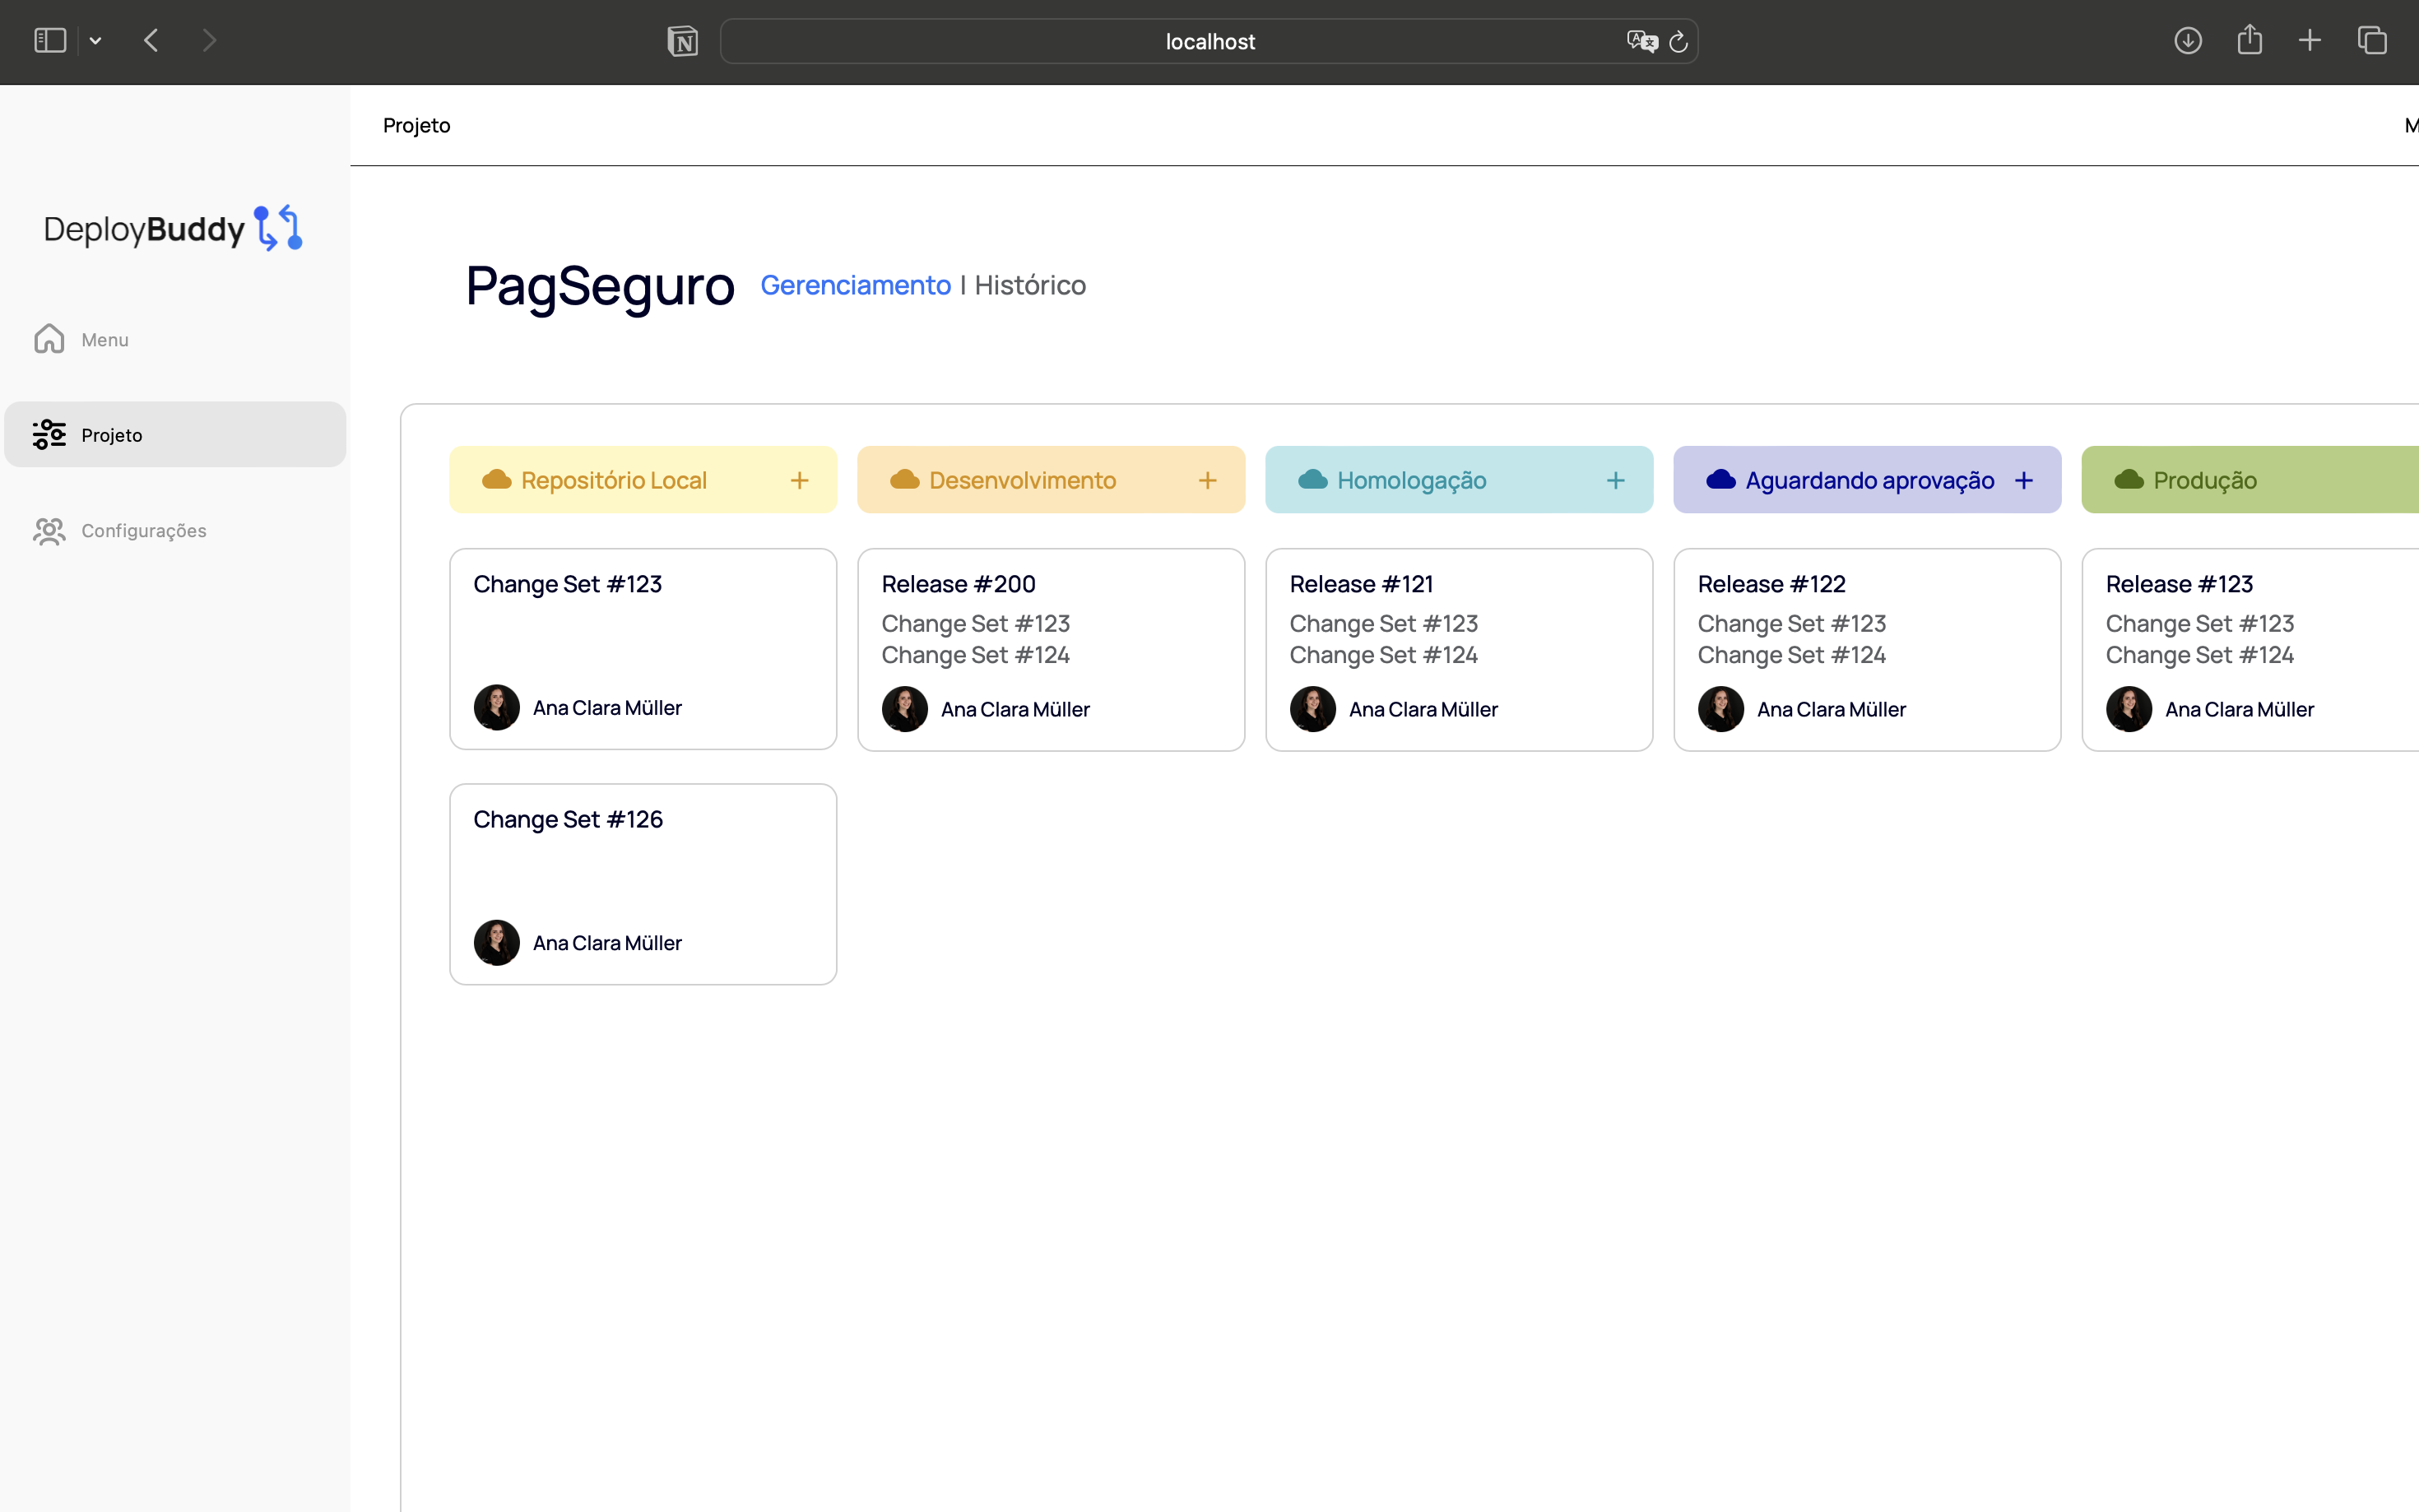 localhost
Projeto
M
DeployBuddy
PagSeguro Gerenciamento | Histórico
Menu
Projeto
Configurações
Repositório Local +
Desenvolvimento +
Homologação +
Aguardando aprovação +
Produção
Change Set #123
Ana Clara Müller
Change Set #126
Ana Clara Müller
Release #200
Change Set #123
Change Set #124
Ana Clara Müller
Release #121
Change Set #123
Change Set #124
Ana Clara Müller
Release #122
Change Set #123
Change Set #124
Ana Clara Müller
Release #123
Change Set #123
Change Set #124
Ana Clara Müller